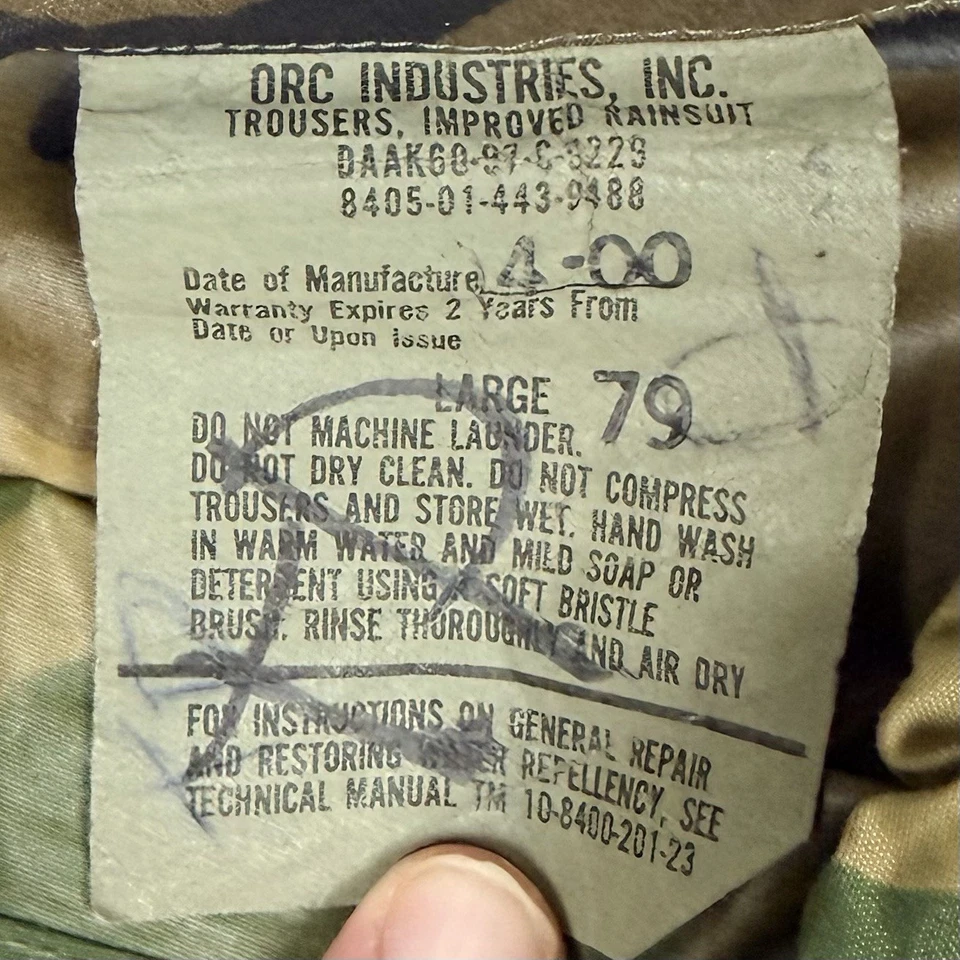 ORC INDUSTRIES, INC.
TROUSERS, IMPROVED RAINSUIT
DAAK60-97-C-9229
8405-01-443-9488
Date of Manufacture 4-00
Warranty Expires 2 Years From
Date or Upon issue
LARGE 79
DO NOT MACHINE LAUNDER.
DO NOT DRY CLEAN. DO NOT COMPRESS
TROUSERS AND STORE WET. HAND WASH
IN WARM WATER AND MILD SOAP OR
DETERGENT USING A SOFT BRISTLE
BRUSH. RINSE THOROUGHLY AND AIR DRY
FOR INSTRUCTIONS ON GENERAL REPAIR
AND RESTORING WATER REPELLENCY, SEE
TECHNICAL MANUAL TM 10-8400-201-23